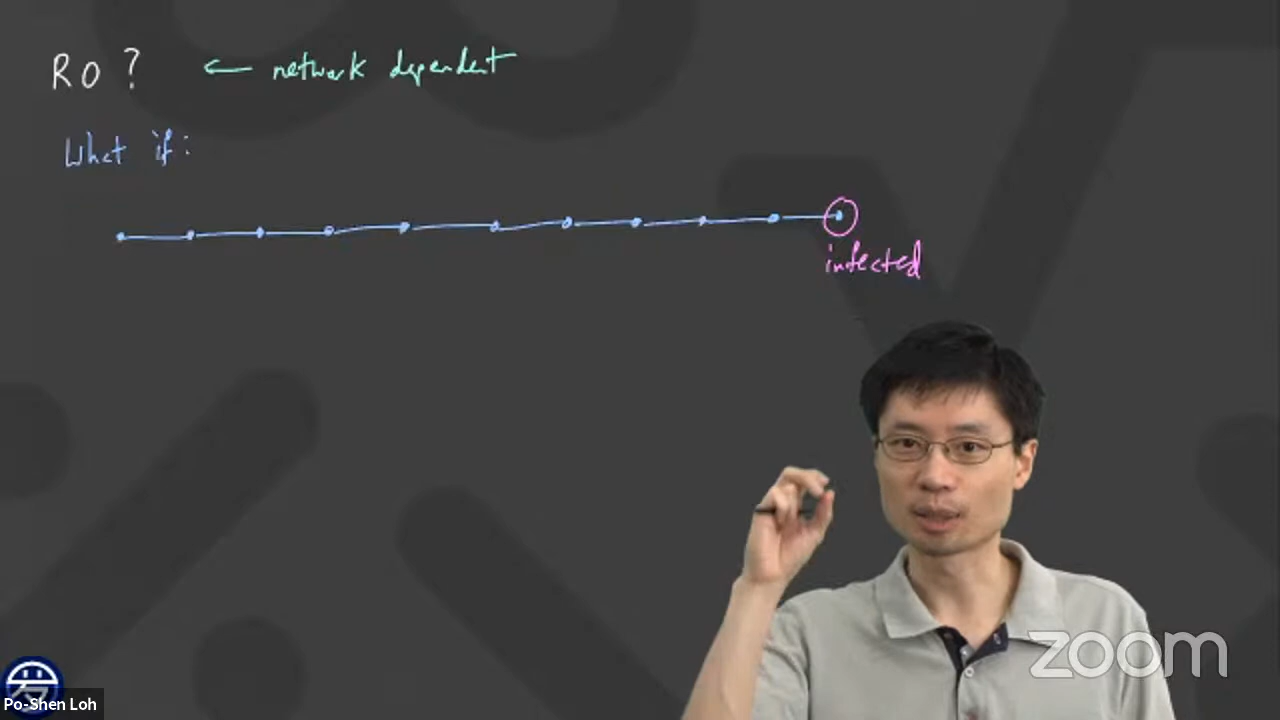 R0 ? ← network dependent
What if:
infected
zoom
Po-Shen Loh